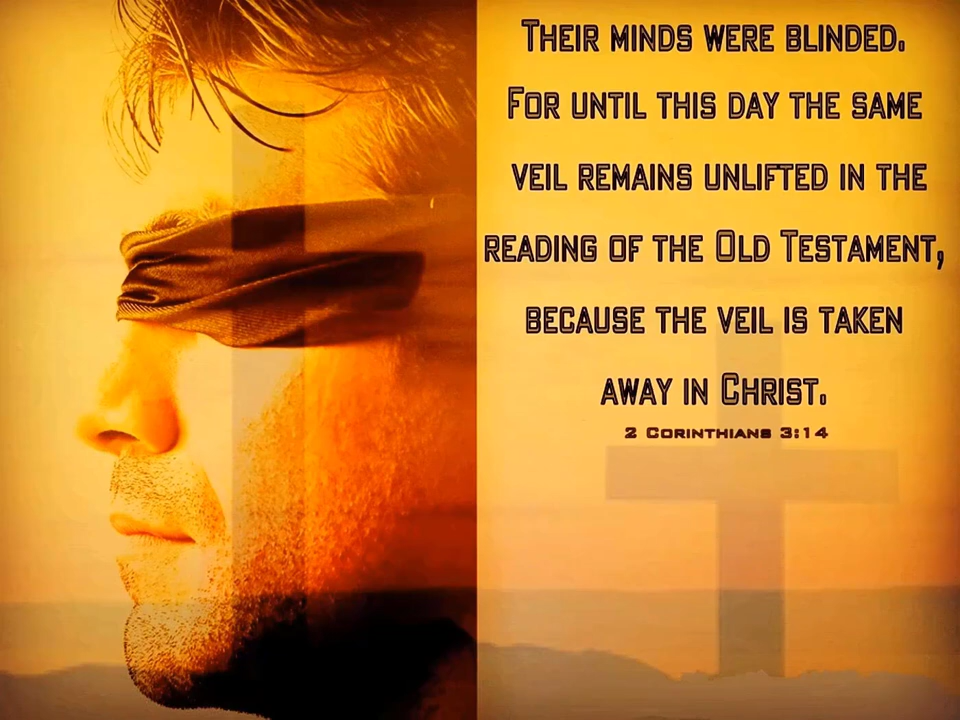 Their minds were blinded.
For until this day the same
veil remains unlifted in the
reading of the Old Testament,
because the veil is taken
away in Christ.
2 Corinthians 3:14